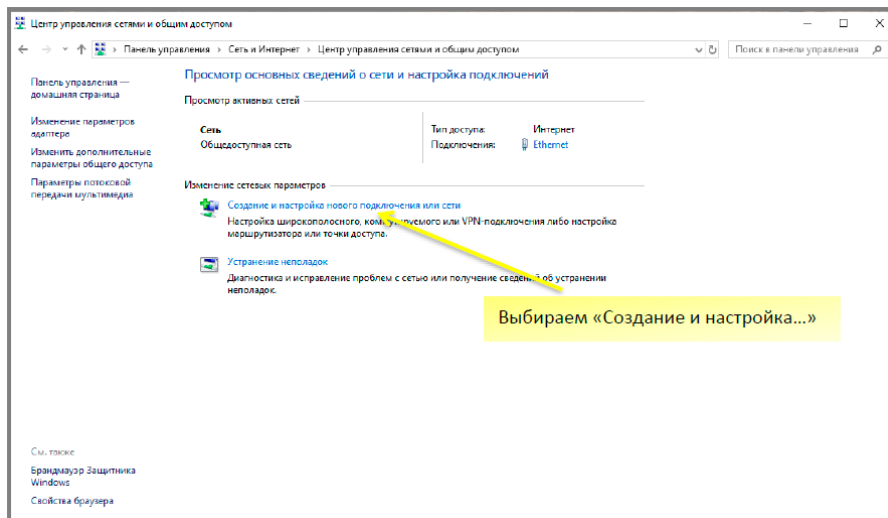 Центр управления сетями и общим доступом
Панель управления › Сеть и Интернет › Центр управления сетями и общим доступом
Поиск в панели управления
Панель управления —
домашняя страница
Изменение параметров
адаптера
Изменить дополнительные
параметры общего доступа
Параметры потоковой
передачи мультимедиа
Просмотр основных сведений о сети и настройка подключений
Просмотр активных сетей
Сеть
Общедоступная сеть
Тип доступа: Интернет
Подключения: Ethernet
Изменение сетевых параметров
Создание и настройка нового подключения или сети
Настройка широкополосного, коммутируемого или VPN-подключения либо настройка
маршрутизатора или точки доступа.
Устранение неполадок
Диагностика и исправление проблем с сетью или получение сведений об устранении
неполадок.
Выбираем «Создание и настройка...»
См. также
Брандмауэр Защитника
Windows
Свойства браузера